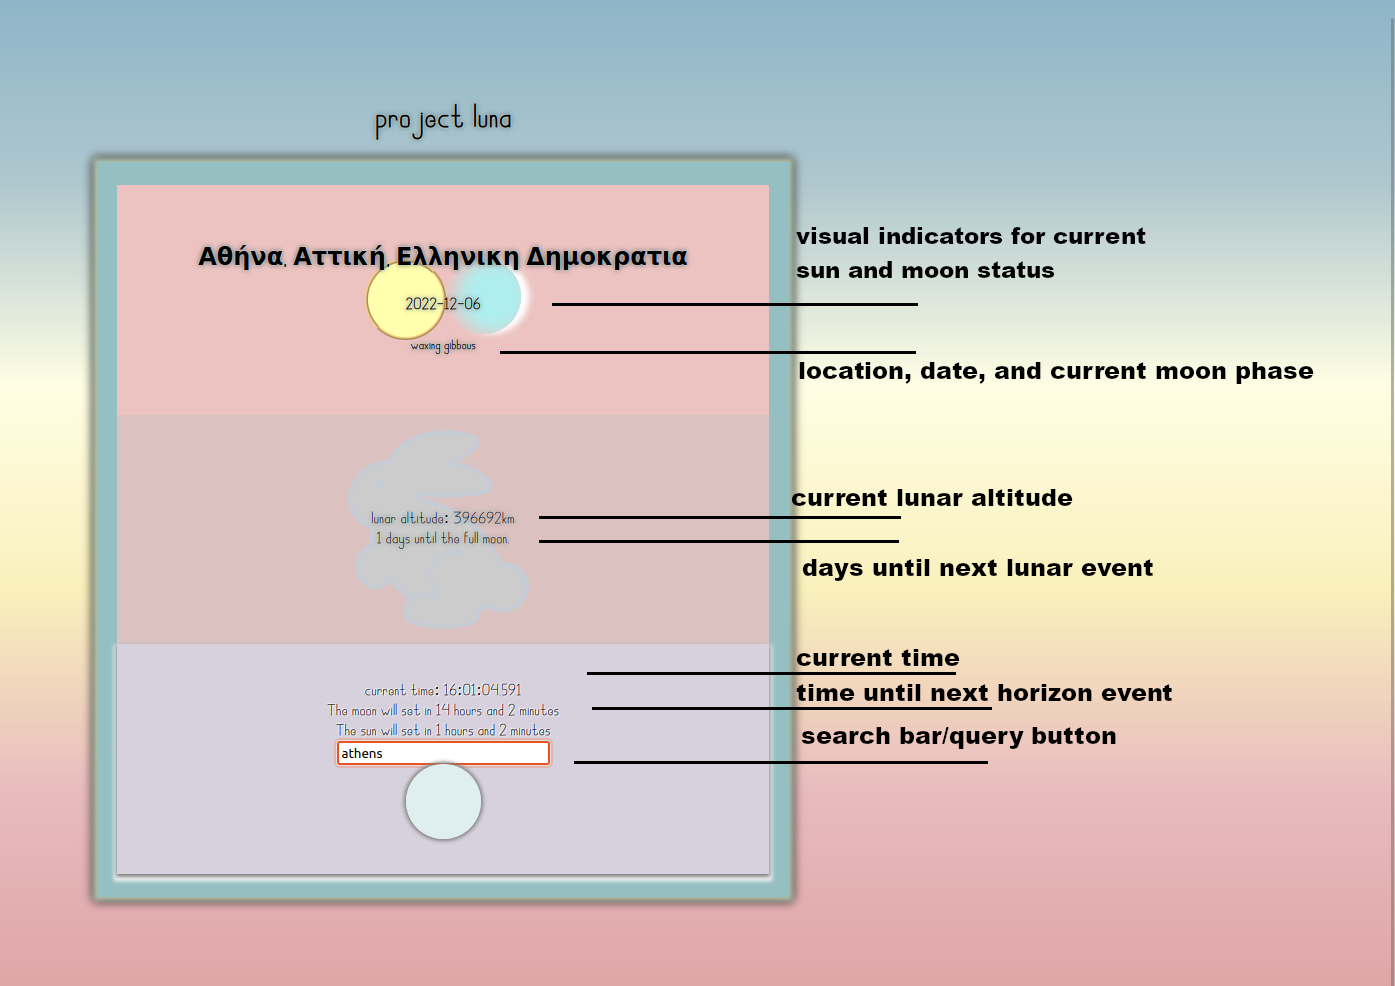 project luna
Αθήνα, Αττική, Ελληνικη Δημοκρατια
2022-12-06
waxing gibbous
lunar altitude: 396692km
1 days until the full moon.
current time: 16:01:04.591
The moon will set in 14 hours and 2 minutes
The sun will set in 1 hours and 2 minutes
athens
visual indicators for current
sun and moon status
location, date, and current moon phase
current lunar altitude
days until next lunar event
current time
time until next horizon event
search bar/query button